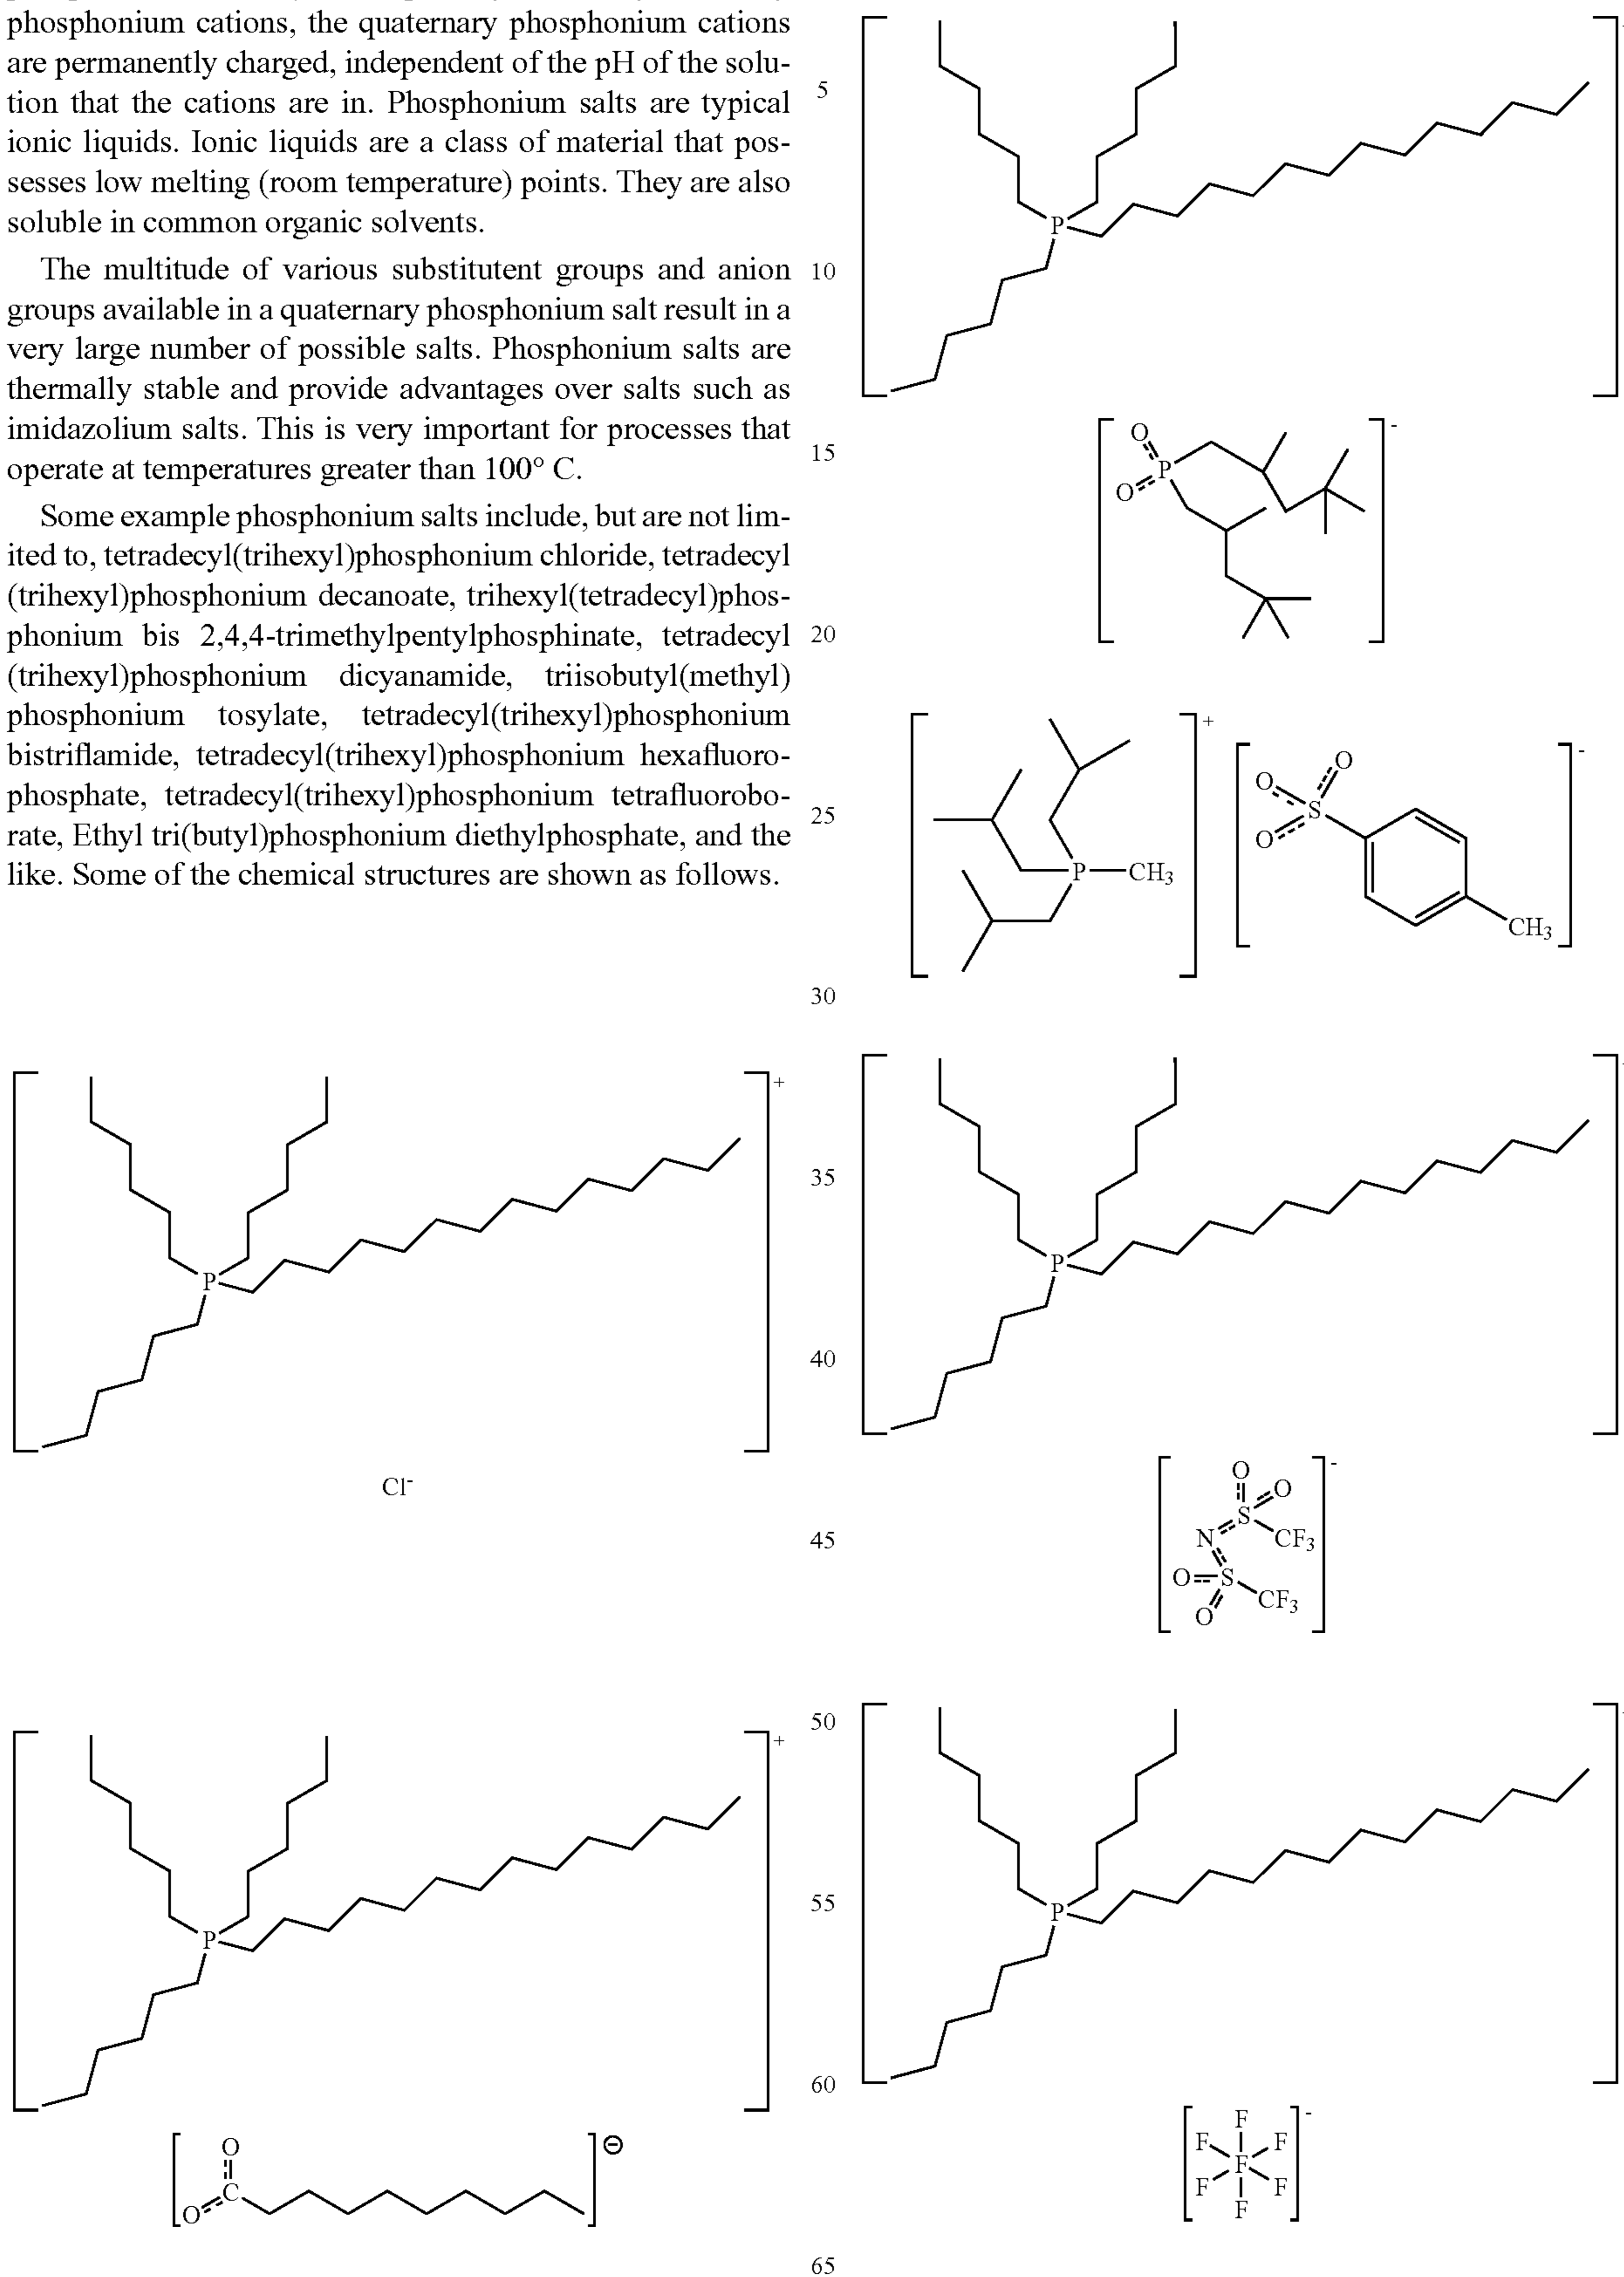 phosphonium cations, the quaternary phosphonium cations
are permanently charged, independent of the pH of the solu-
tion that the cations are in. Phosphonium salts are typical
ionic liquids. Ionic liquids are a class of material that pos-
sesses low melting (room temperature) points. They are also
soluble in common organic solvents.
The multitude of various substitutent groups and anion
groups available in a quaternary phosphonium salt result in a
very large number of possible salts. Phosphonium salts are
thermally stable and provide advantages over salts such as
imidazolium salts. This is very important for processes that
operate at temperatures greater than 100° C.
Some example phosphonium salts include, but are not lim-
ited to, tetradecyl(trihexyl)phosphonium chloride, tetradecyl
(trihexyl)phosphonium decanoate, trihexyl(tetradecyl)phos-
phonium bis 2,4,4-trimethylpentylphosphinate, tetradecyl
(trihexyl)phosphonium dicyanamide, triisobutyl(methyl)
phosphonium tosylate, tetradecyl(trihexyl)phosphonium
bistriflamide, tetradecyl(trihexyl)phosphonium hexafluoro-
phosphate, tetradecyl(trihexyl)phosphonium tetrafluorobo-
rate, Ethyl tri(butyl)phosphonium diethylphosphate, and the
like. Some of the chemical structures are shown as follows.
P
+
Cl-
P
+
O
C
O
⊖
5
10
15
20
25
30
35
40
45
50
55
60
65
P
O
P
O
-
P
CH3
+
O
O
S
O
CH3
-
P
O
O
S
N
CF3
O
S
CF3
O
-
P
F
F
F
F
F
F
F
-